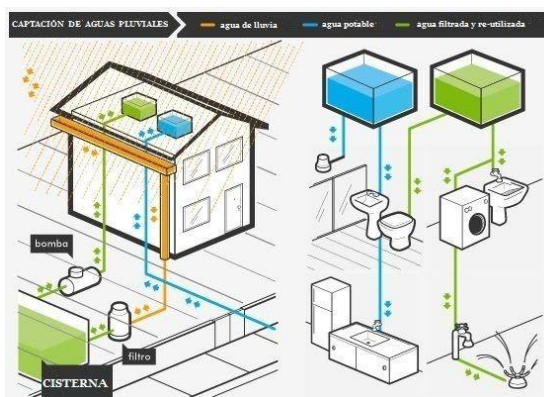 CAPTACIÓN DE AGUAS PLUVIALES
agua de lluvia
agua potable
agua filtrada y re-utilizada
bomba
filtro
CISTERNA